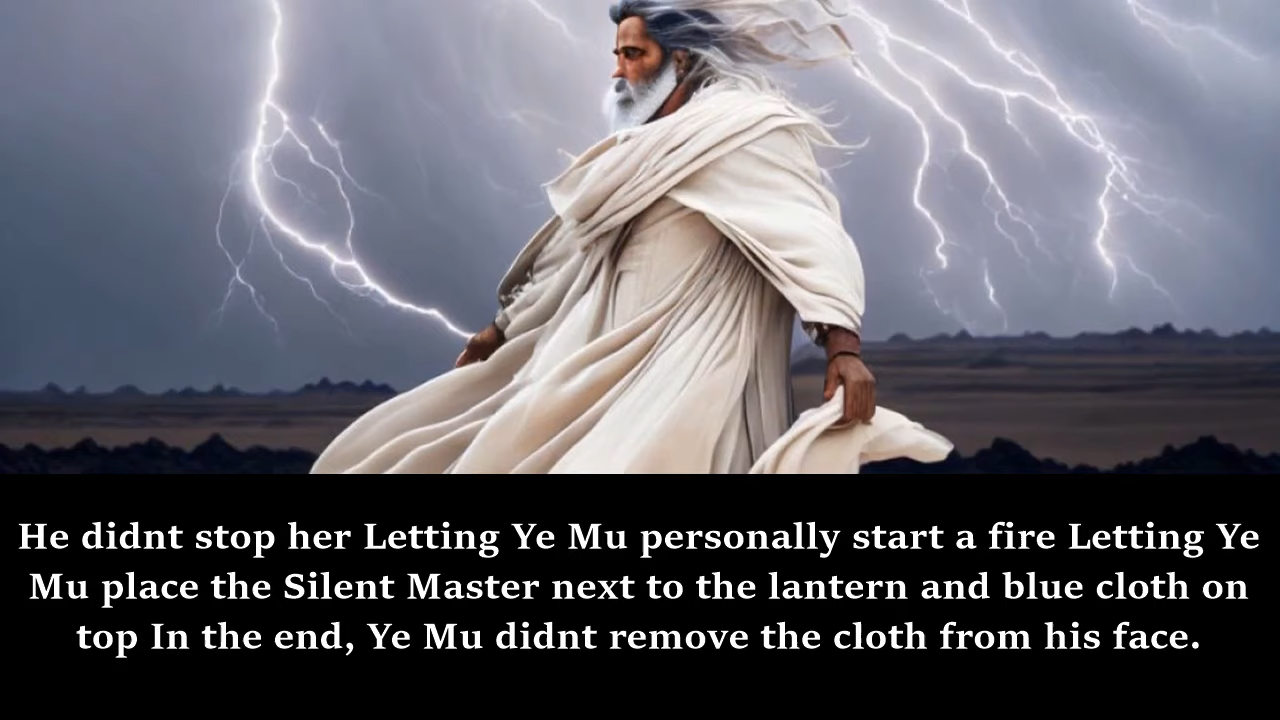 He didnt stop her Letting Ye Mu personally start a fire Letting Ye
Mu place the Silent Master next to the lantern and blue cloth on
top In the end, Ye Mu didnt remove the cloth from his face.